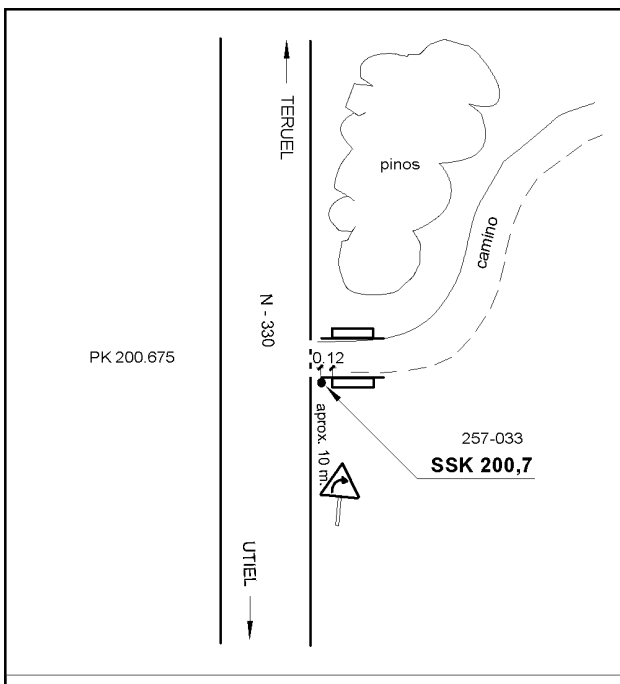 TERUEL
pinos
camino
N - 330
PK 200.675
0.12
aprox. 10 m.
257-033
SSK 200,7
UTIEL